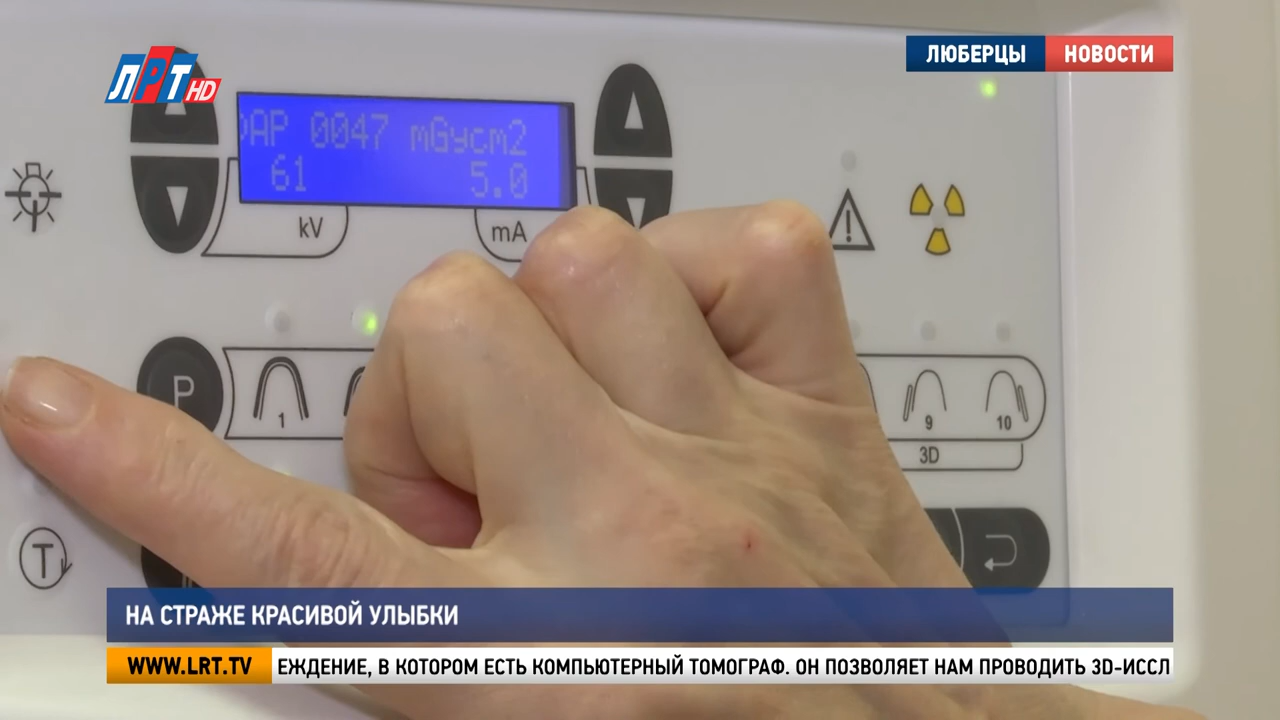 ЛРТ HD
ЛЮБЕРЦЫ НОВОСТИ
DAP 0047 mGycm2
61 5.0
kV mA
P
1 9 10
3D
T
НА СТРАЖЕ КРАСИВОЙ УЛЫБКИ
WWW.LRT.TV ЕЖДЕНИЕ, В КОТОРОМ ЕСТЬ КОМПЬЮТЕРНЫЙ ТОМОГРАФ. ОН ПОЗВОЛЯЕТ НАМ ПРОВОДИТЬ 3D-ИССЛ